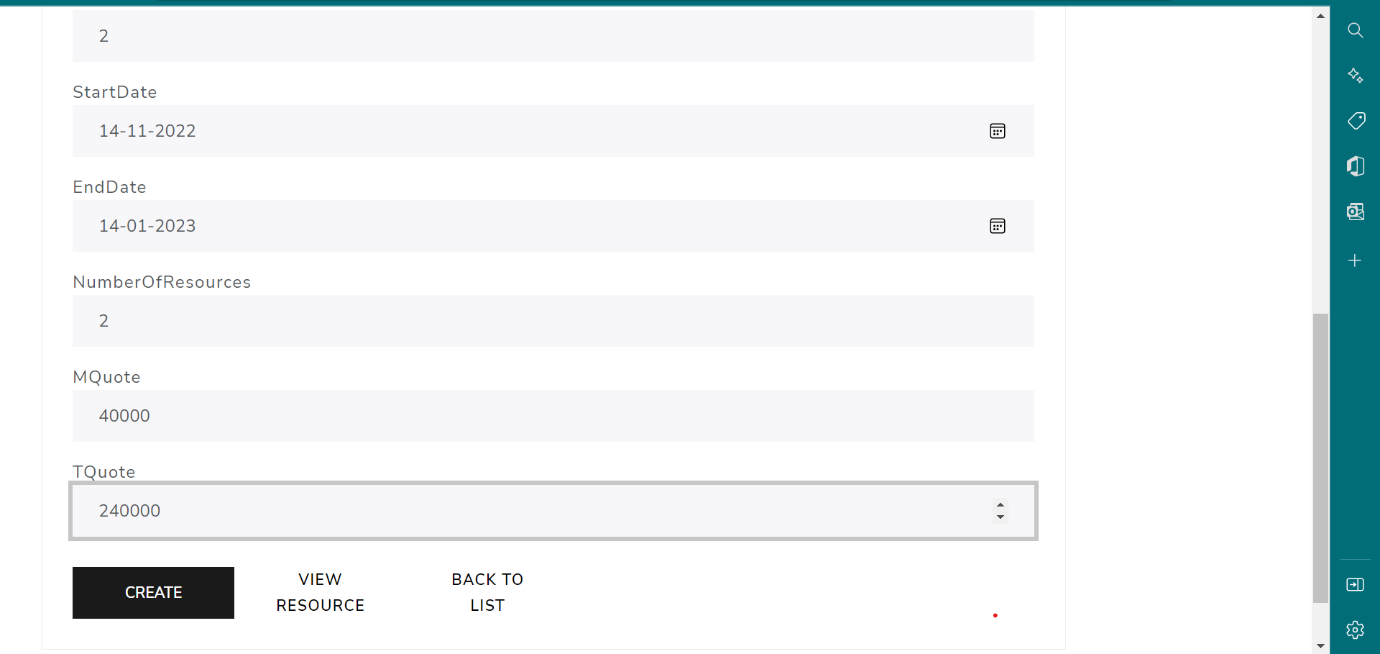 2
StartDate
14-11-2022
EndDate
14-01-2023
NumberOfResources
2
MQuote
40000
TQuote
240000
CREATE
VIEW
RESOURCE
BACK TO
LIST